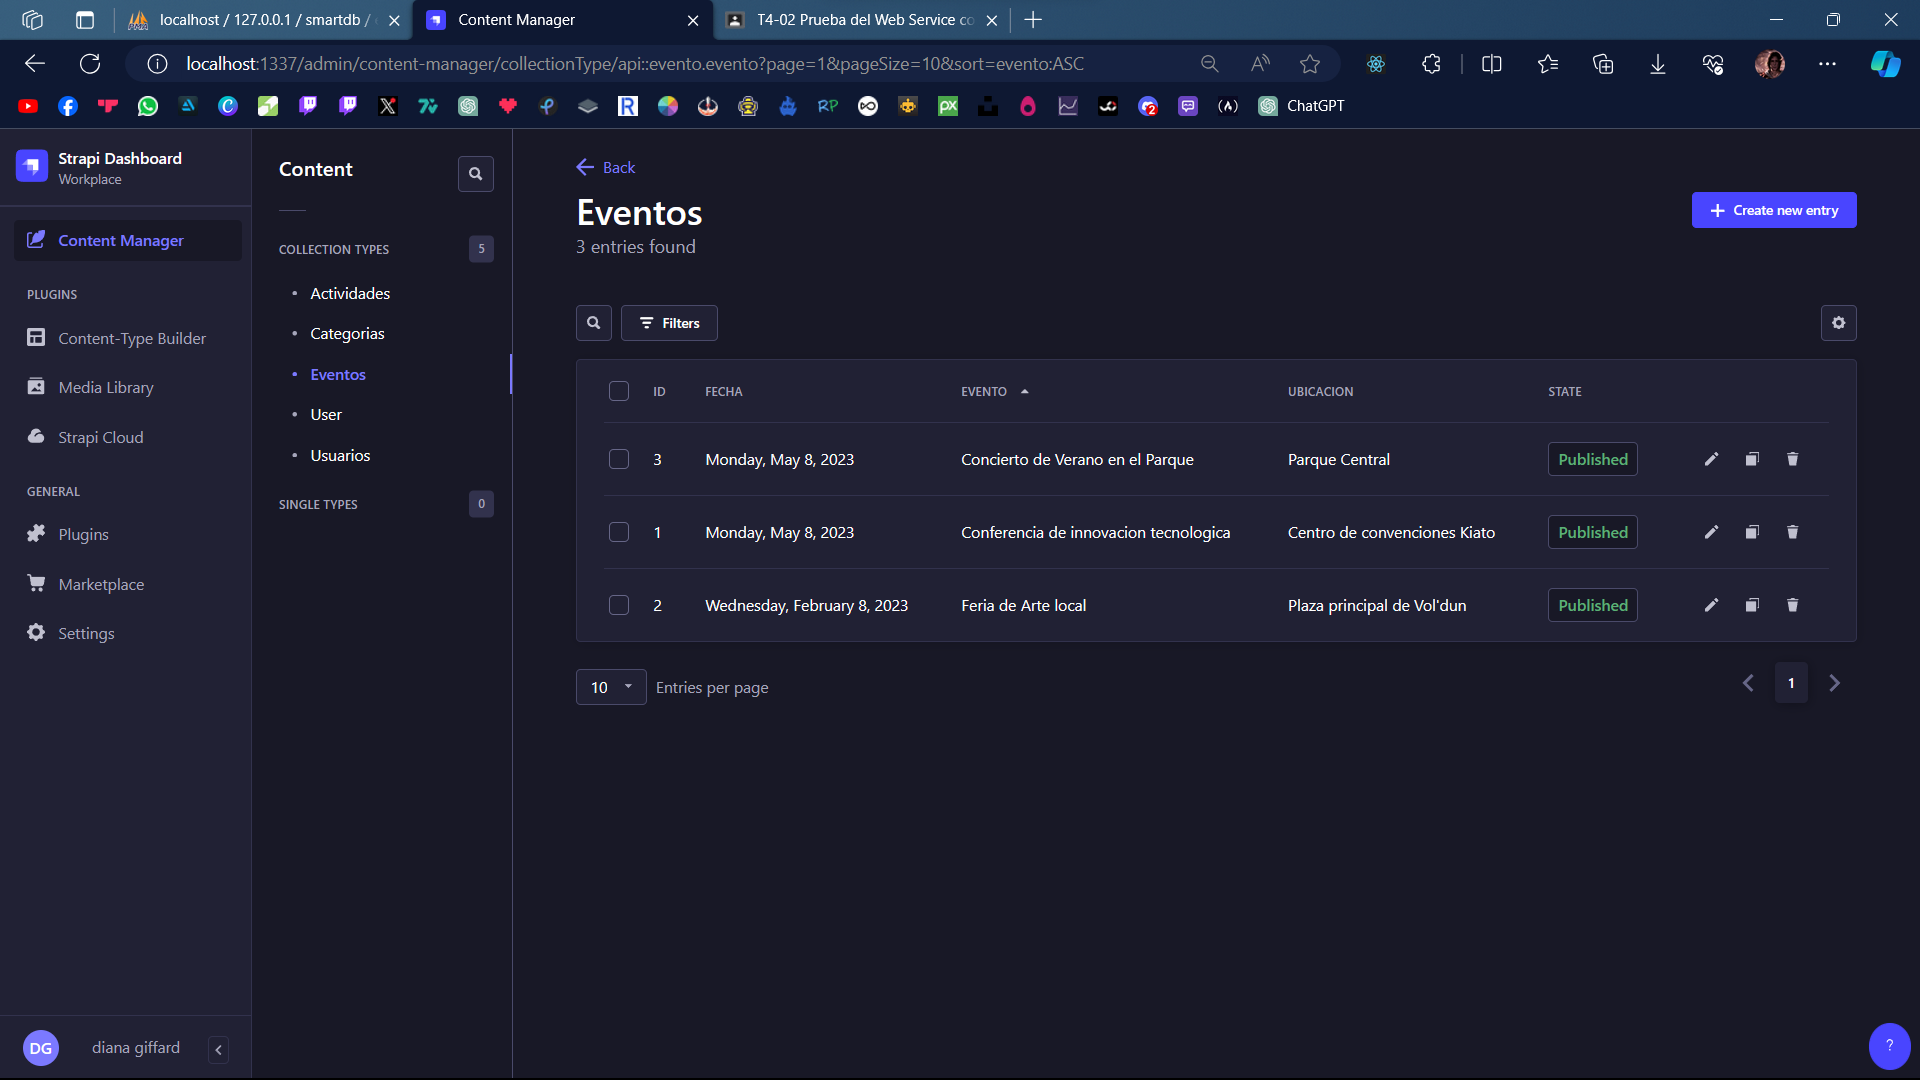 localhost / 127.0.0.1 / smartdb /
Content Manager
T4-02 Prueba del Web Service co
localhost:1337/admin/content-manager/collectionType/api::evento.evento?page=1&pageSize=10&sort=evento:ASC
ChatGPT
Strapi Dashboard
Workplace
Content Manager
PLUGINS
Content-Type Builder
Media Library
Strapi Cloud
GENERAL
Plugins
Marketplace
Settings
DG diana giffard
Content
COLLECTION TYPES 5
Actividades
Categorias
Eventos
User
Usuarios
SINGLE TYPES 0
Back
Eventos
3 entries found
Create new entry
Filters
ID FECHA EVENTO UBICACION STATE
3 Monday, May 8, 2023 Concierto de Verano en el Parque Parque Central Published
1 Monday, May 8, 2023 Conferencia de innovacion tecnologica Centro de convenciones Kiato Published
2 Wednesday, February 8, 2023 Feria de Arte local Plaza principal de Vol'dun Published
10 Entries per page
1
?